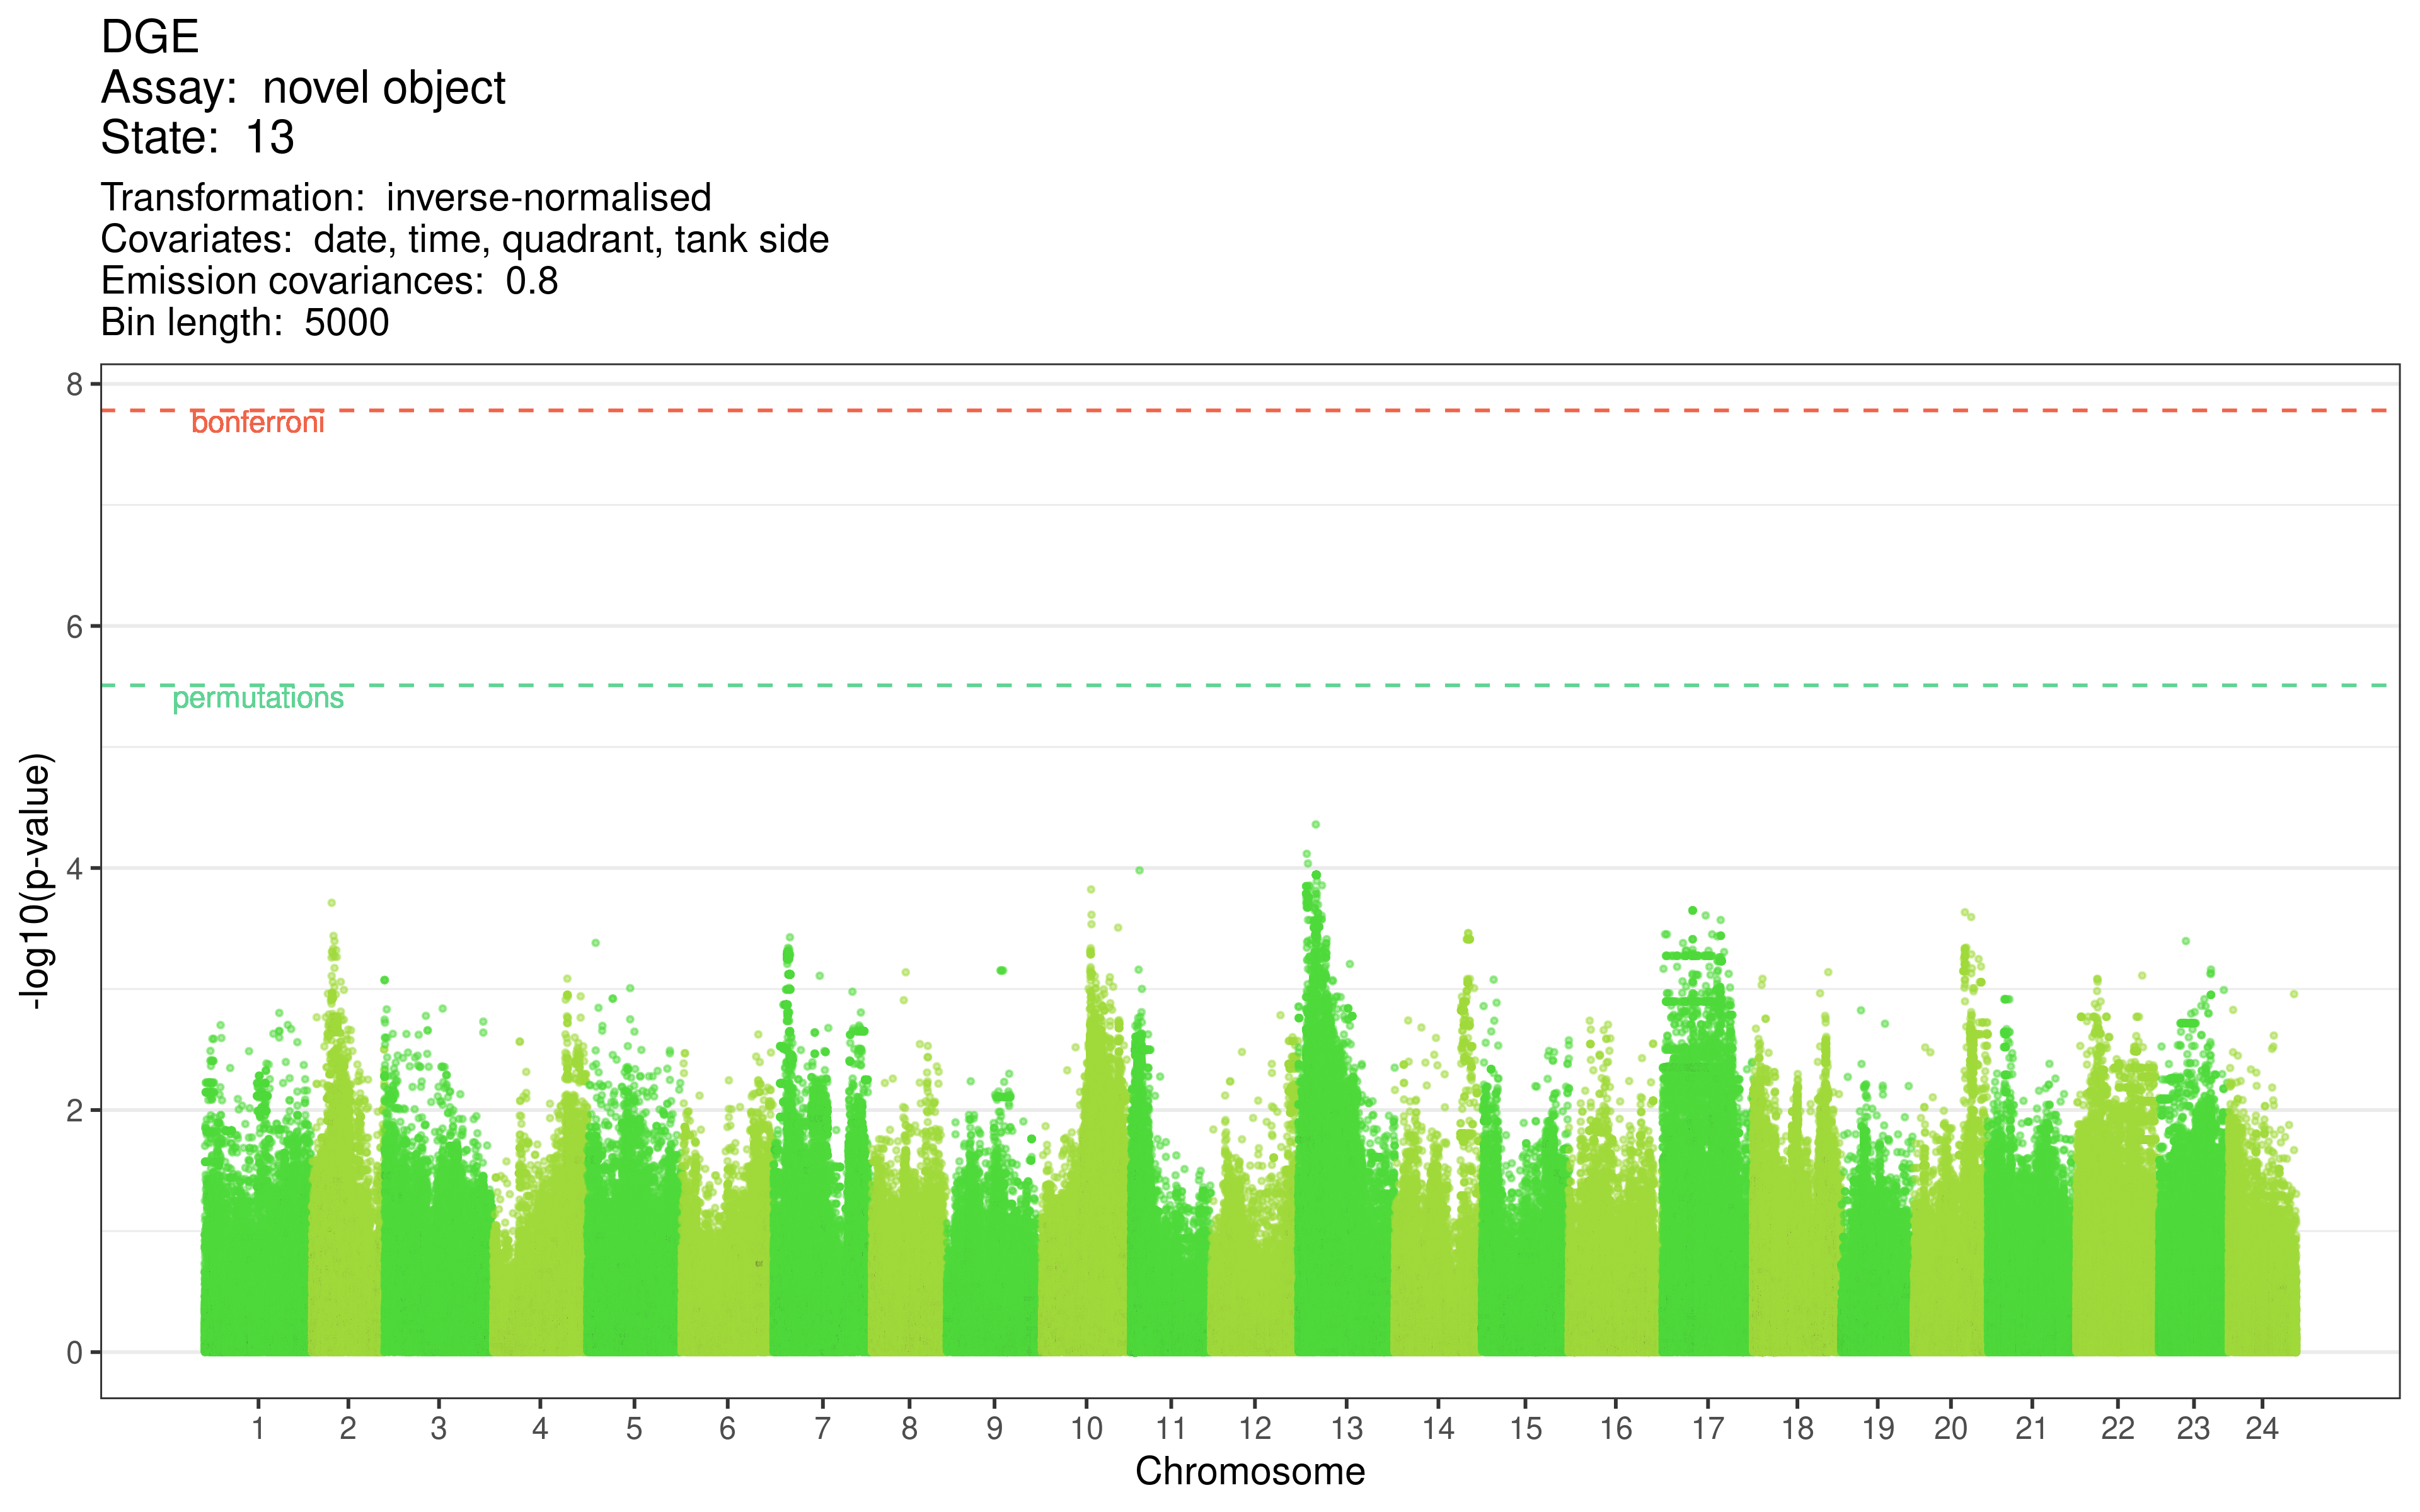 DGE
Assay:  novel object
State:  13
Transformation:  inverse-normalised
Covariates:  date, time, quadrant, tank side
Emission covariances:  0.8
Bin length:  5000
8
bonferroni
6
permutations
4
2
0
-log10(p-value)
1 2 3 4 5 6 7 8 9 10 11 12 13 14 15 16 17 18 19 20 21 22 23 24
Chromosome